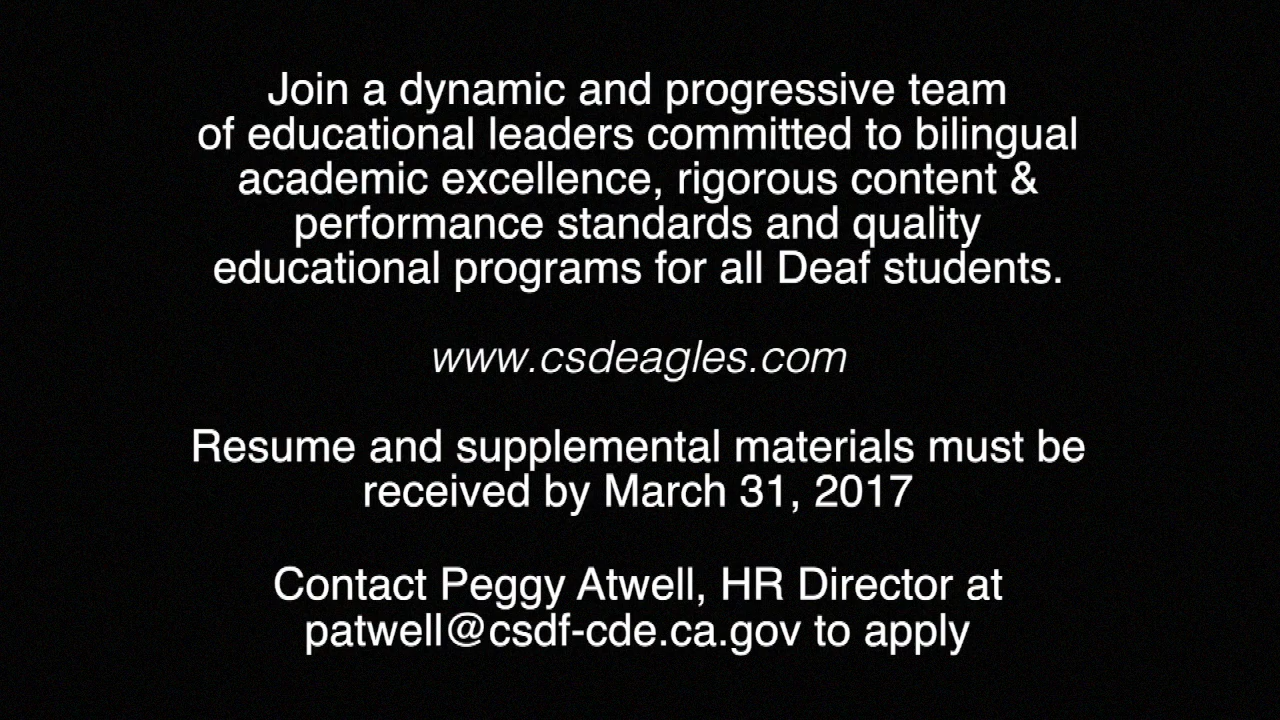 Join a dynamic and progressive team
of educational leaders committed to bilingual
academic excellence, rigorous content &
performance standards and quality
educational programs for all Deaf students.
www.csdeagles.com
Resume and supplemental materials must be
received by March 31, 2017
Contact Peggy Atwell, HR Director at
patwell@csdf-cde.ca.gov to apply